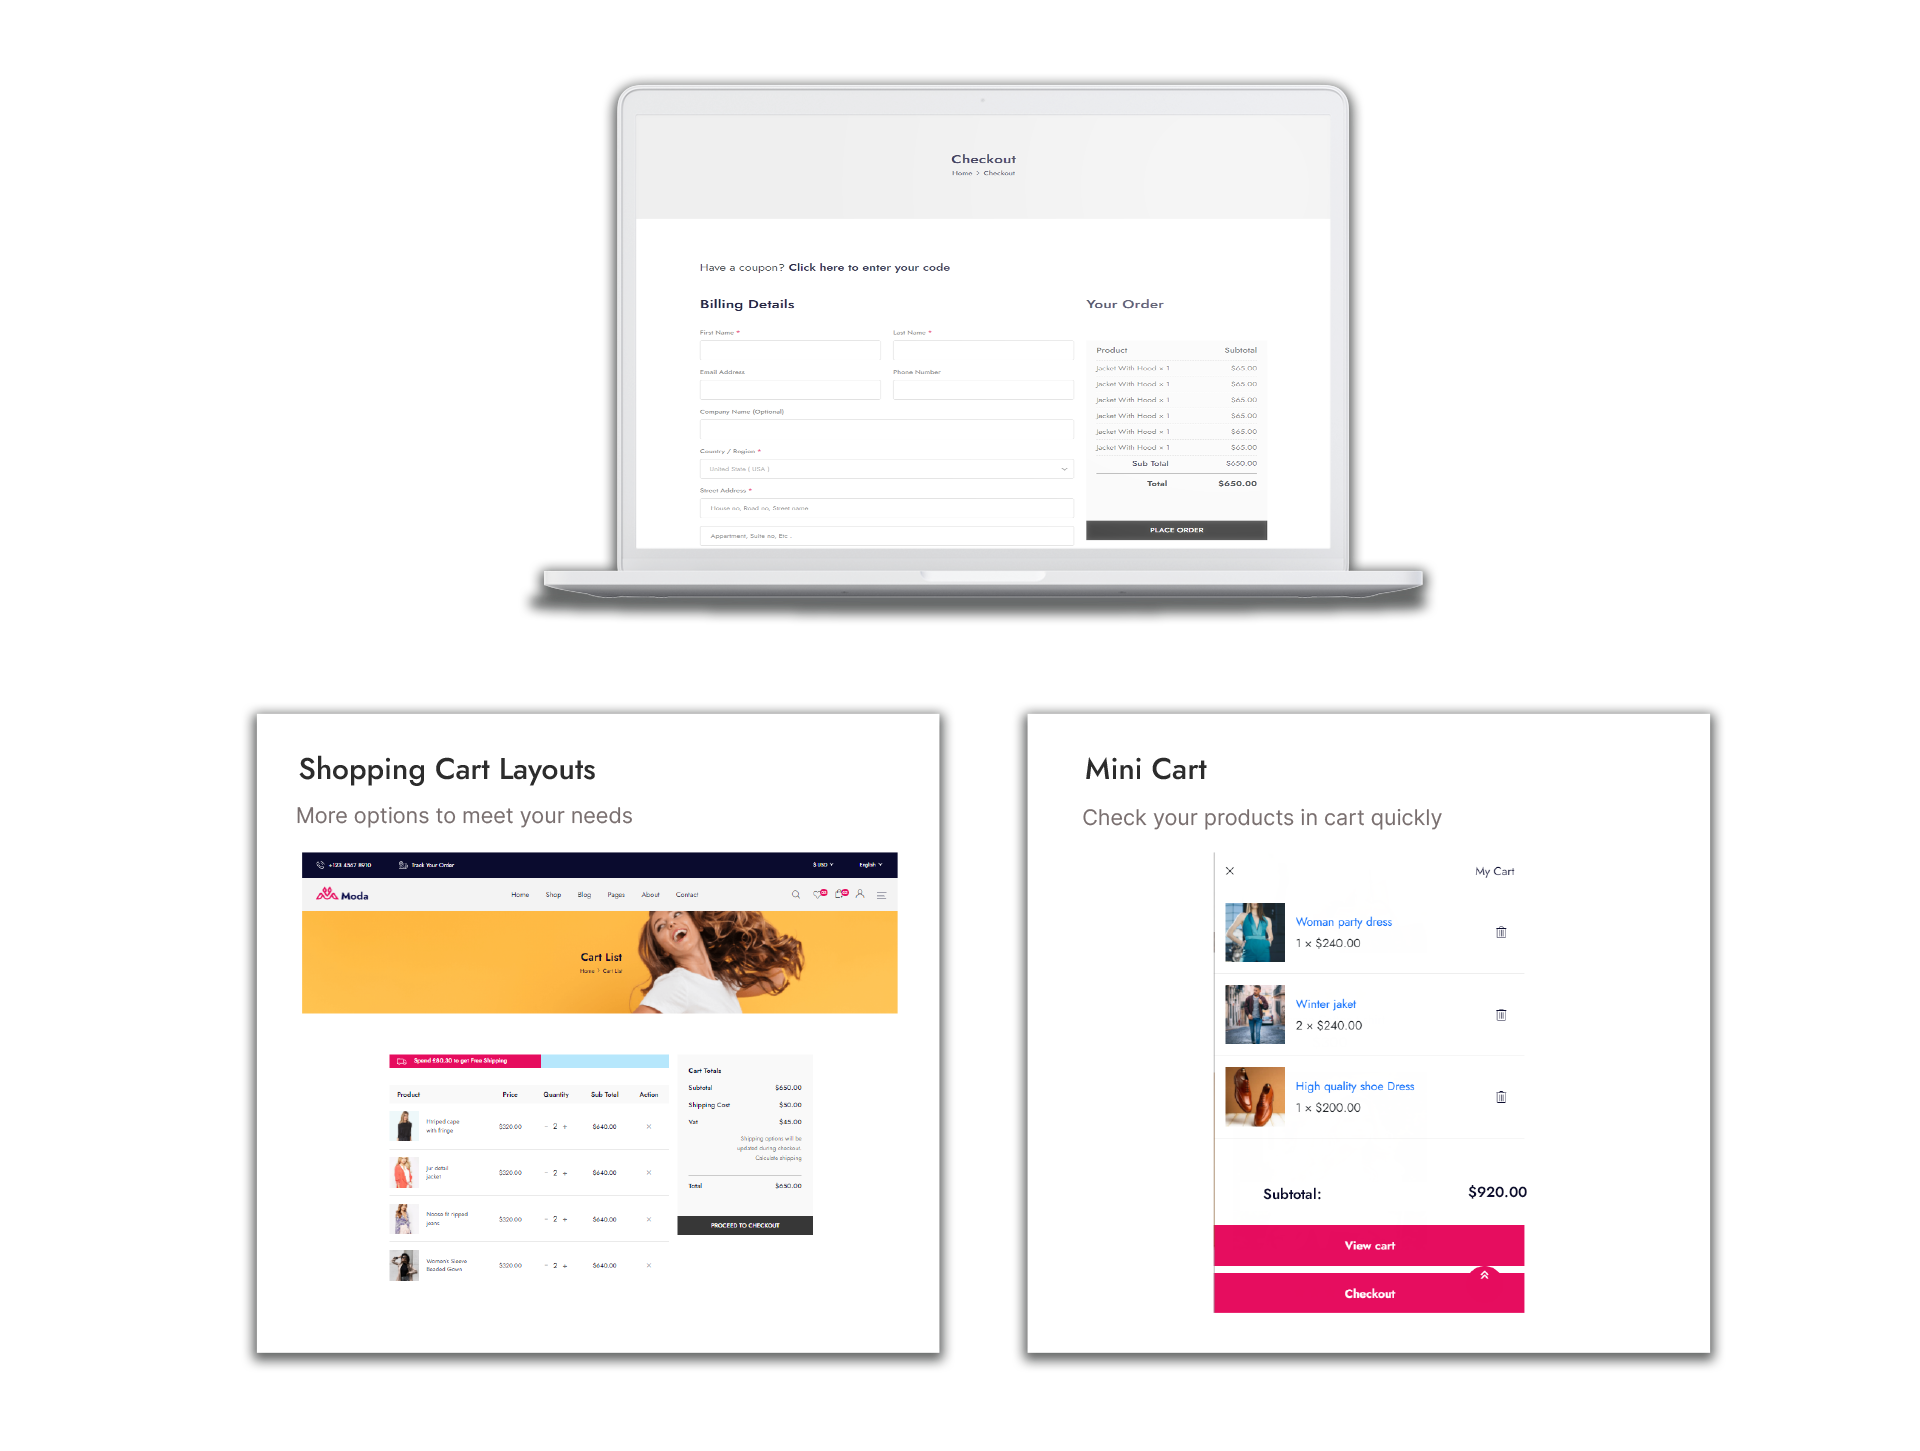 Checkout
Home > Checkout
Have a coupon? Click here to enter your code
Billing Details
Your Order
First Name *
Last Name *
Email Address
Phone Number
Company Name (Optional)
Country / Region *
United State ( USA )
Street Address *
House no, Road no, Street name
Appartment, Suite no, Etc .
Product Subtotal
Jacket With Hood × 1 $65.00
Jacket With Hood × 1 $65.00
Jacket With Hood × 1 $65.00
Jacket With Hood × 1 $65.00
Jacket With Hood × 1 $65.00
Jacket With Hood × 1 $65.00
Sub Total $650.00
Total $650.00
PLACE ORDER
Shopping Cart Layouts
More options to meet your needs
+123 4567 8910 Track Your Order $ USD English
Moda Home Shop Blog Pages About Contact
Cart List
Home > Cart List
Spend £60.30 to get Free Shipping
Product Price Quantity Sub Total Action
with fringe
$320.00 - 2 + $640.00 ×
Jur detail
jacket
$320.00 - 2 + $640.00 ×
Noosa fit ripped
jeans
$320.00 - 2 + $640.00 ×
Women's Sleeve
Beaded Gown
$320.00 - 2 + $640.00 ×
Cart Totals
Subtotal $650.00
Shipping Cost $50.00
Vat $45.00
Shipping options will be
updated during checkout.
Calculate shipping
Total $650.00
PROCEED TO CHECKOUT
Mini Cart
Check your products in cart quickly
My Cart
Woman party dress
1 × $240.00
Winter jaket
2 × $240.00
High quality shoe Dress
1 × $200.00
Subtotal: $920.00
View cart
Checkout